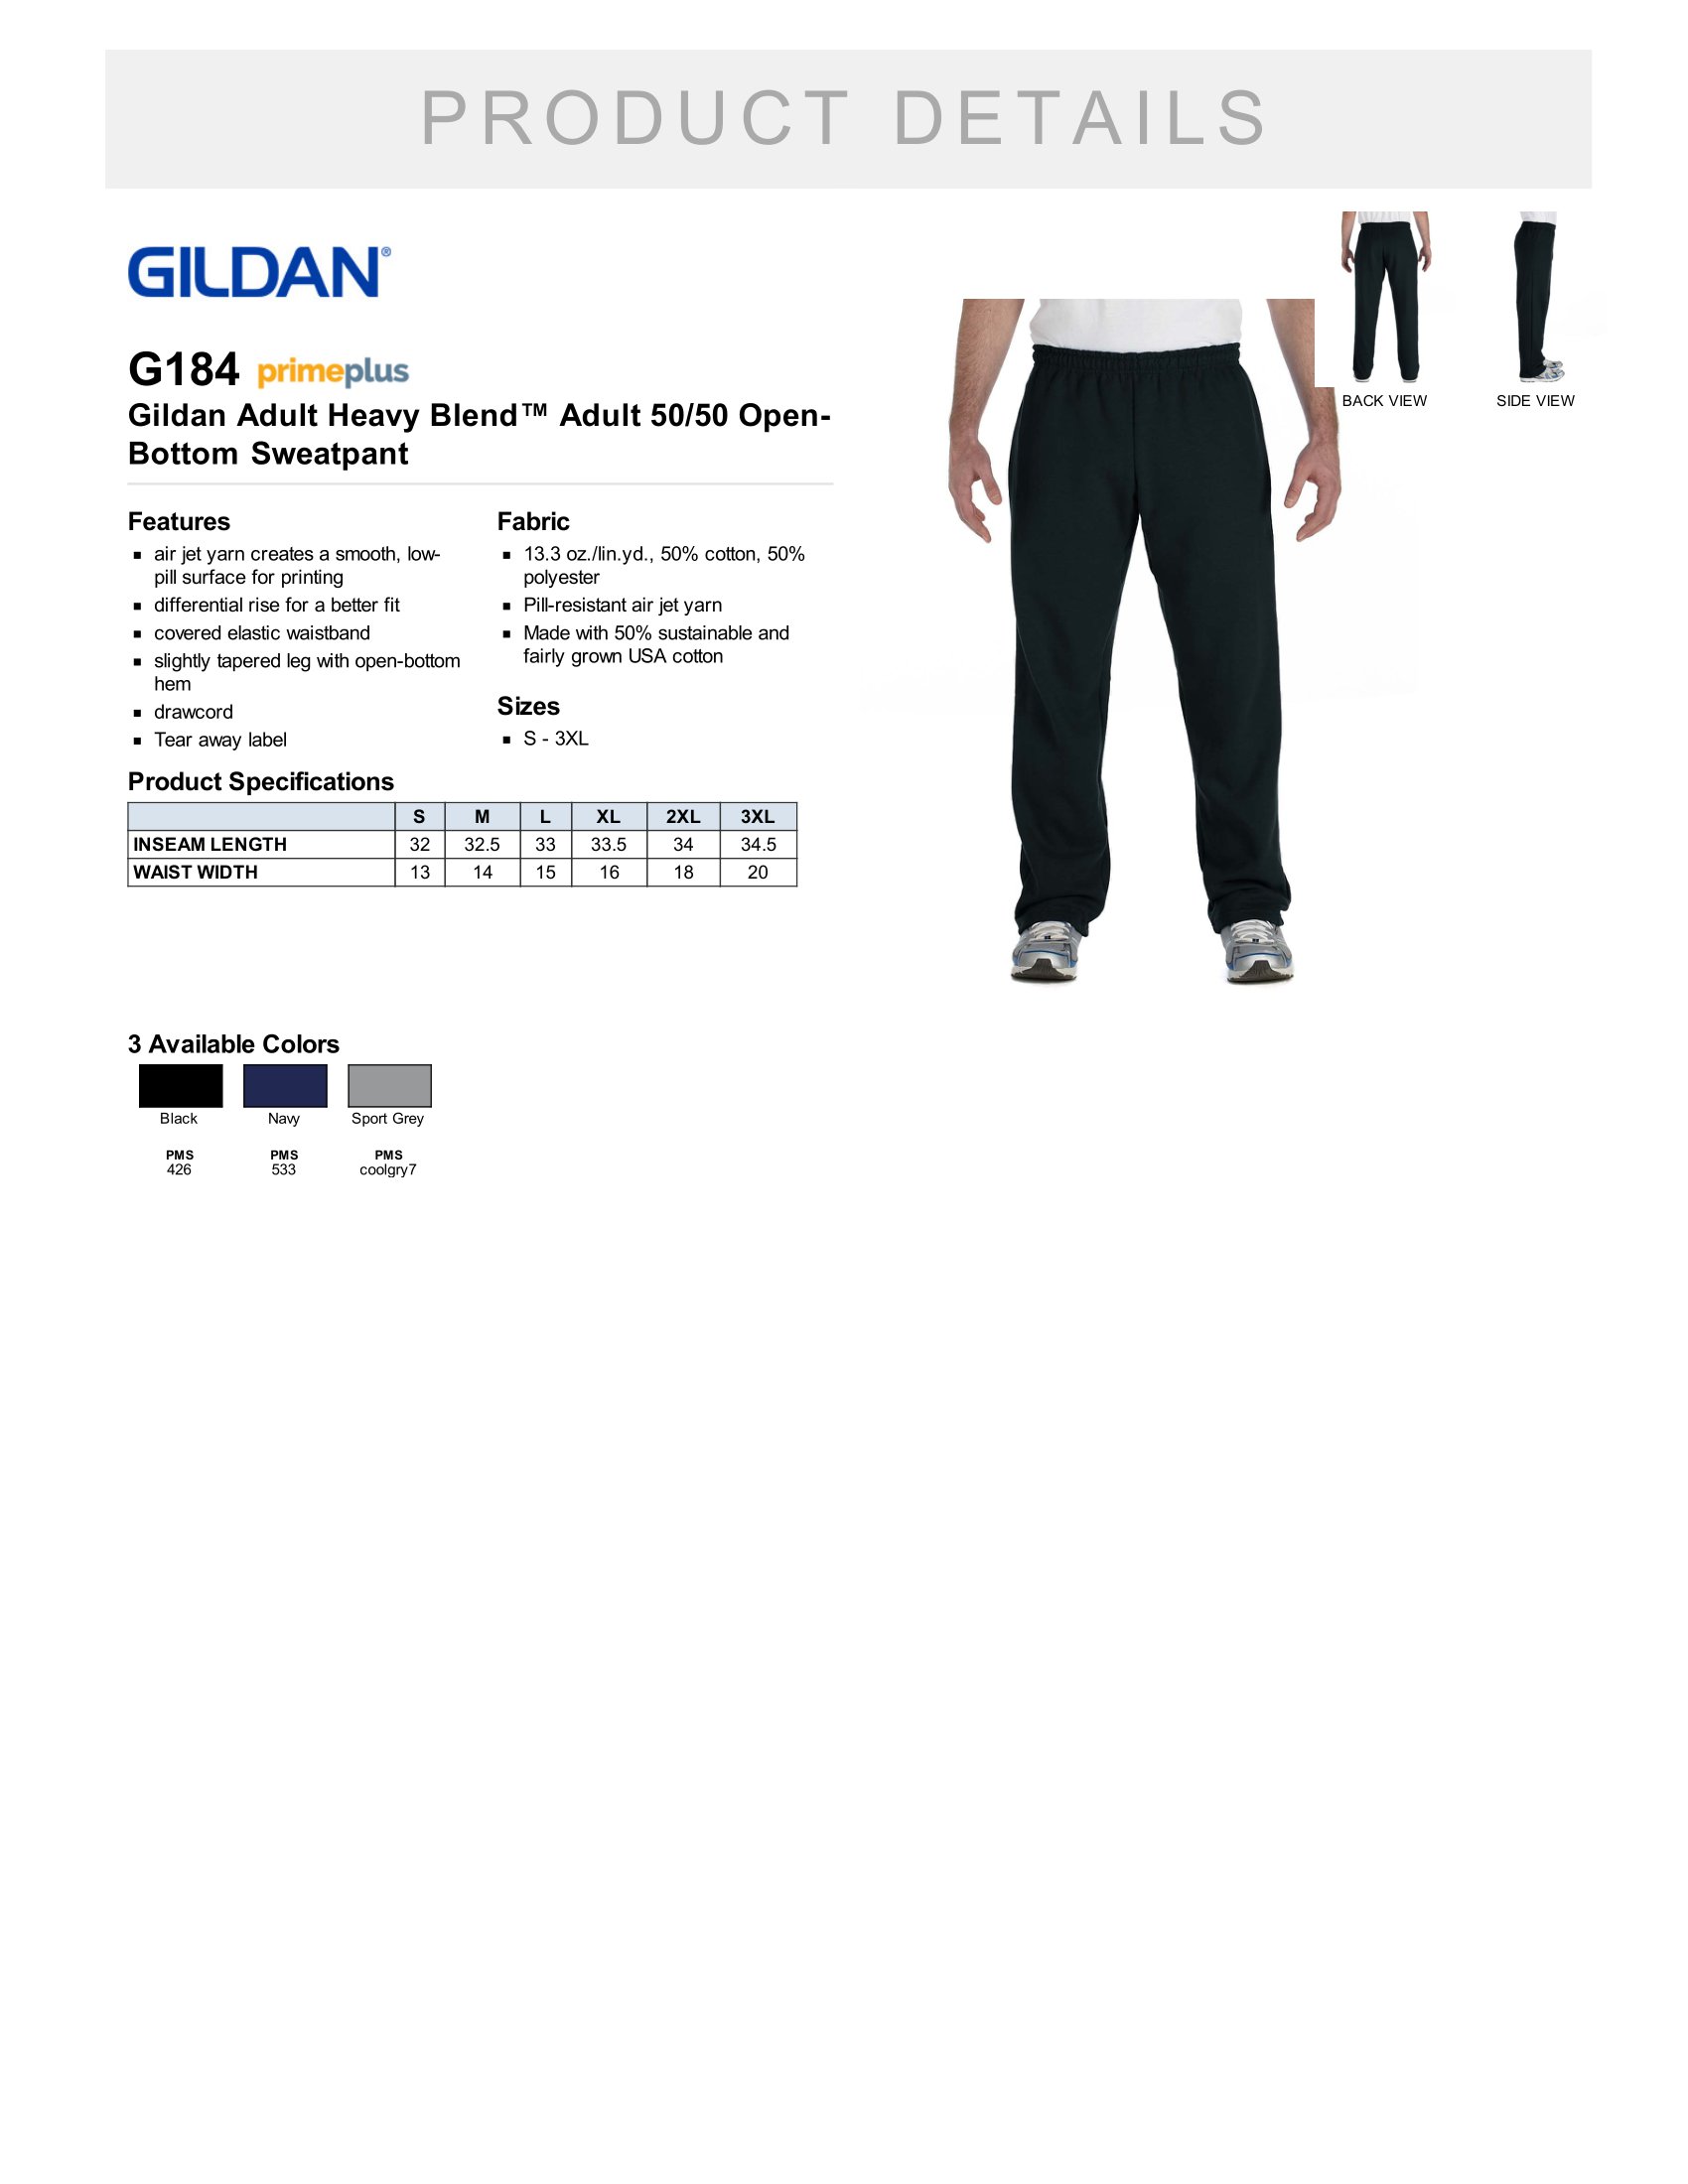 PRODUCT DETAILS
GILDAN®
G184 primeplus
Gildan Adult Heavy Blend™ Adult 50/50 Open-
Bottom Sweatpant
Features
▪ air jet yarn creates a smooth, low-
pill surface for printing
▪ differential rise for a better fit
▪ covered elastic waistband
▪ slightly tapered leg with open-bottom
hem
▪ drawcord
▪ Tear away label
Fabric
▪ 13.3 oz./lin.yd., 50% cotton, 50%
polyester
▪ Pill-resistant air jet yarn
▪ Made with 50% sustainable and
fairly grown USA cotton
Sizes
▪ S - 3XL
BACK VIEW
SIDE VIEW
Product Specifications
S M L XL 2XL 3XL
INSEAM LENGTH 32 32.5 33 33.5 34 34.5
WAIST WIDTH 13 14 15 16 18 20
3 Available Colors
Black Navy Sport Grey
PMS PMS PMS
426 533 coolgry7